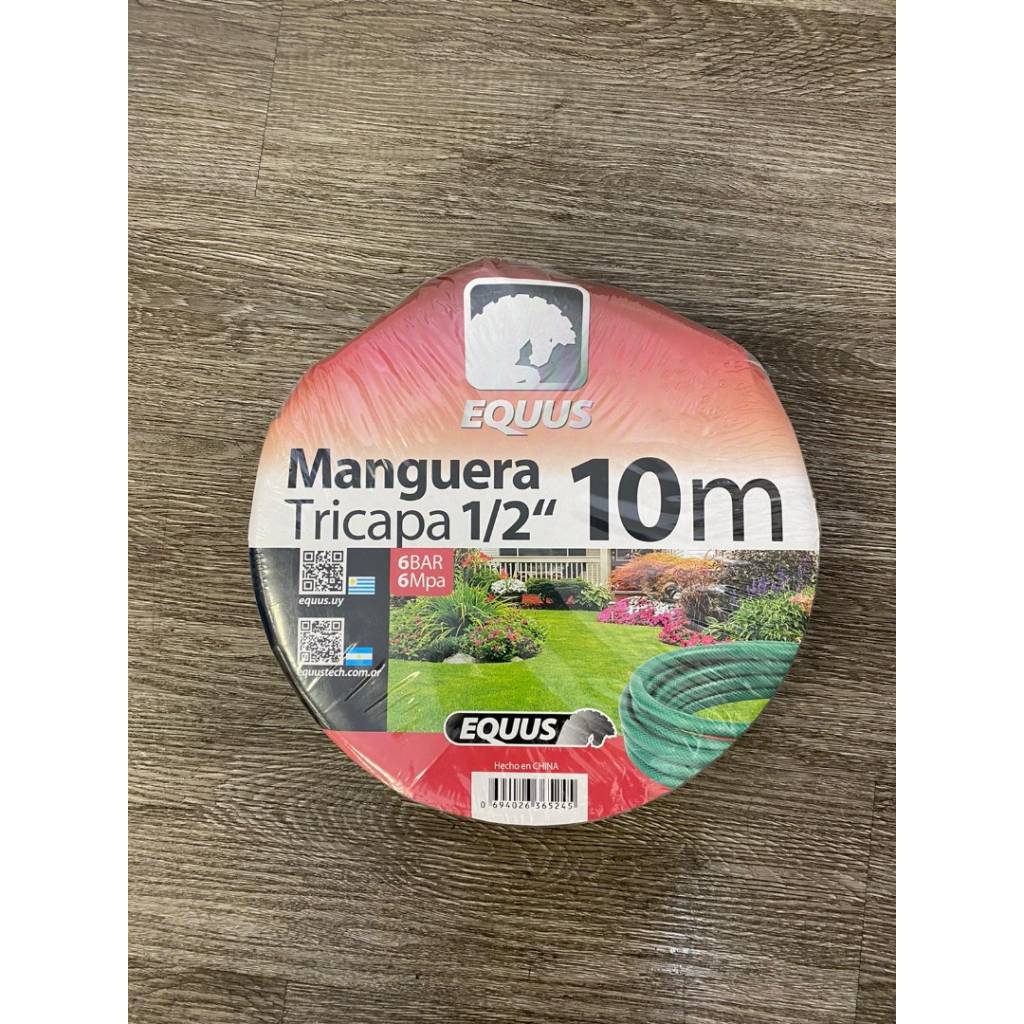 EQUUS
Manguera
Tricapa 1/2“
10m
6BAR
6Mpa
equus.uy
equustech.com.ar
EQUUS
Hecho en CHINA
0 694026 365245